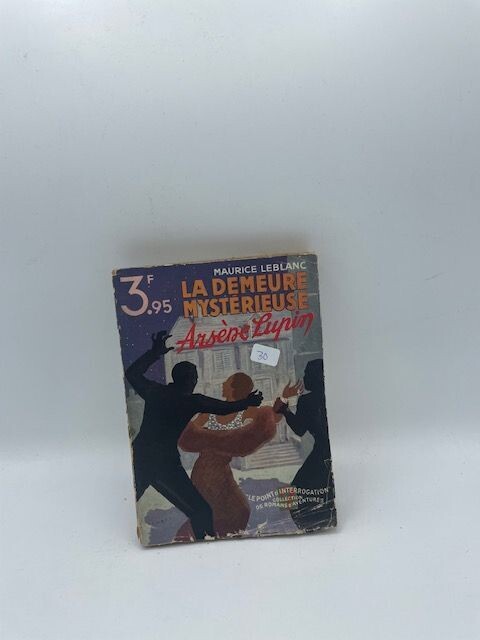 3F.95
MAURICE LEBLANC
LA DEMEURE
MYSTÉRIEUSE
Arsène Lupin
30
"LE POINT D'INTERROGATION"
COLLECTION
DE ROMANS D'AVENTURES